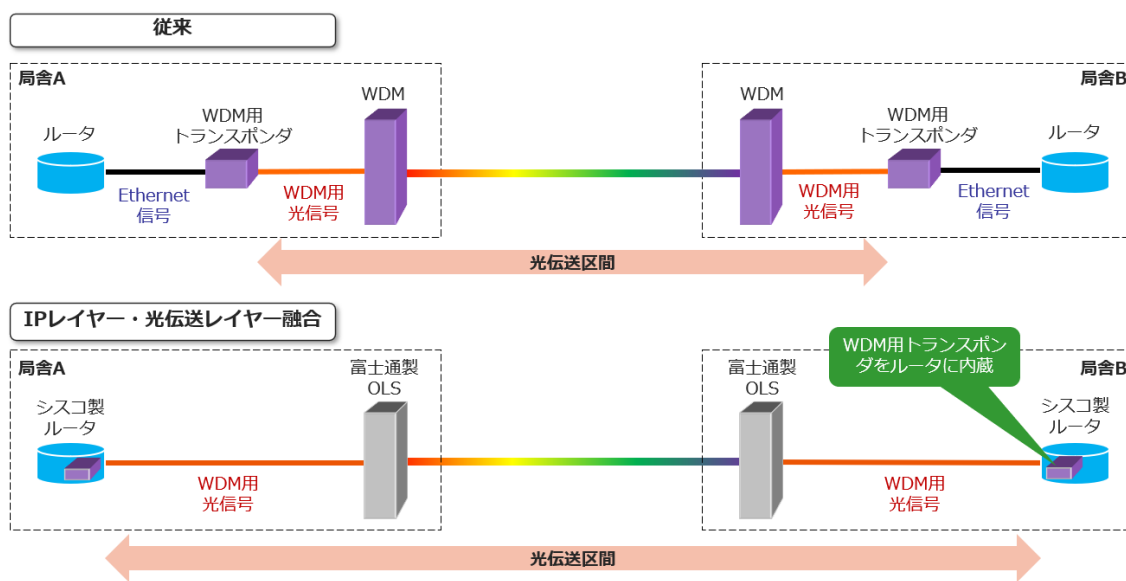 従来
局舎A
WDM
WDM用
トランスポンダ
ルータ
Ethernet
信号
WDM用
光信号
局舎B
WDM
WDM用
トランスポンダ
ルータ
WDM用
光信号
Ethernet
信号
光伝送区間
IPレイヤー・光伝送レイヤー融合
局舎A
富士通製
OLS
シスコ製
ルータ
WDM用
光信号
局舎B
富士通製
OLS
WDM用トランスポン
ダをルータに内蔵
シスコ製
ルータ
WDM用
光信号
光伝送区間